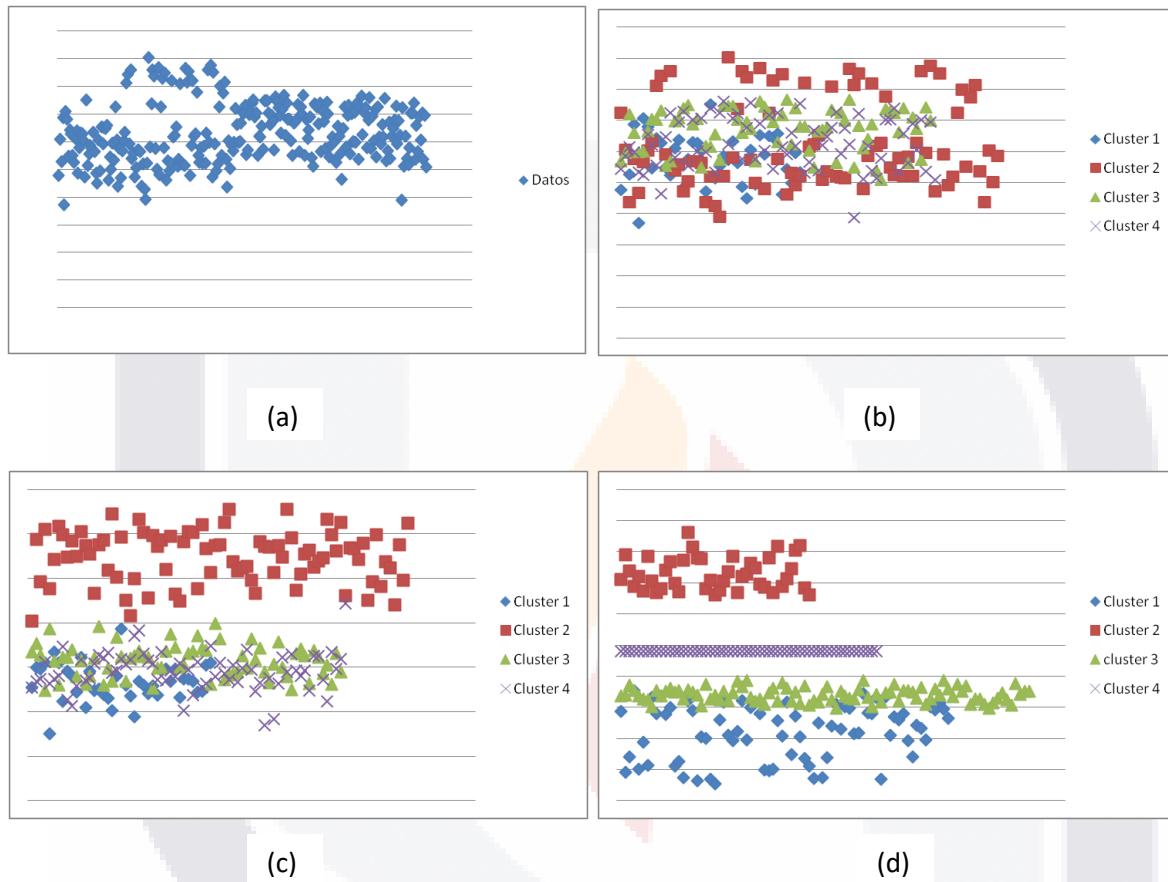 Datos
Cluster 1
Cluster 2
Cluster 3
Cluster 4
(a)
(b)
Cluster 1
Cluster 2
Cluster 3
Cluster 4
Cluster 1
Cluster 2
cluster 3
Cluster 4
(c)
(d)